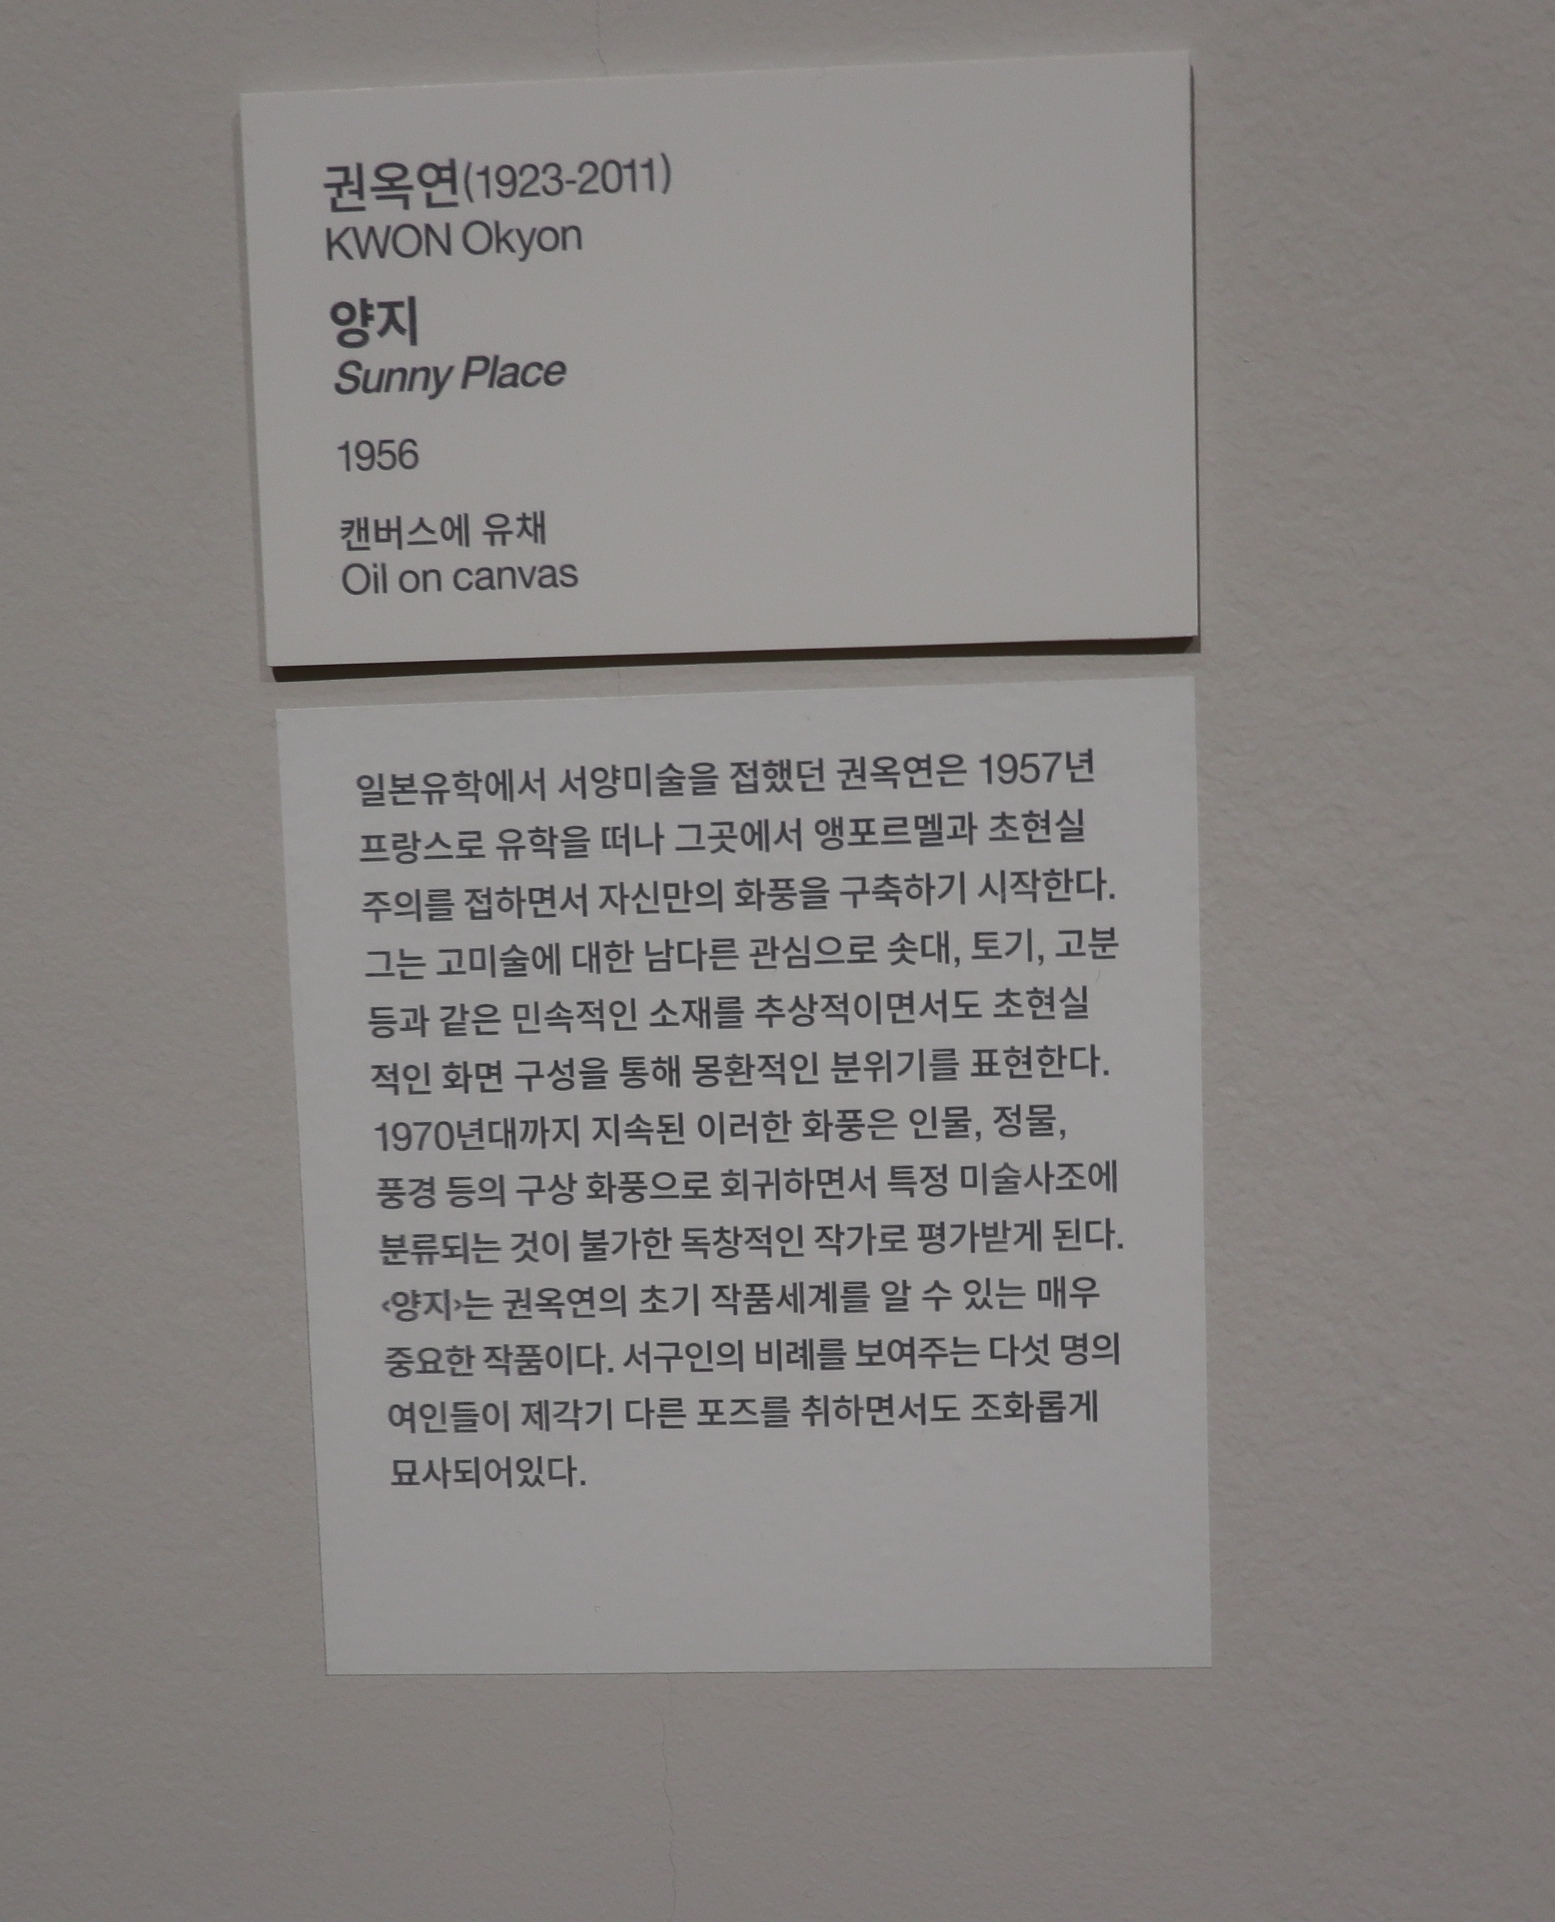 권옥연(1923-2011)
KWON Okyon
양지
Sunny Place
1956
캔버스에 유채
Oil on canvas
일본유학에서 서양미술을 접했던 권옥연은 1957년
프랑스로 유학을 떠나 그곳에서 앵포르멜과 초현실
주의를 접하면서 자신만의 화풍을 구축하기 시작한다.
그는 고미술에 대한 남다른 관심으로 솟대, 토기, 고분
등과 같은 민속적인 소재를 추상적이면서도 초현실
적인 화면 구성을 통해 몽환적인 분위기를 표현한다.
1970년대까지 지속된 이러한 화풍은 인물, 정물,
풍경 등의 구상 화풍으로 회귀하면서 특정 미술사조에
분류되는 것이 불가한 독창적인 작가로 평가받게 된다.
‹양지›는 권옥연의 초기 작품세계를 알 수 있는 매우
중요한 작품이다. 서구인의 비례를 보여주는 다섯 명의
여인들이 제각기 다른 포즈를 취하면서도 조화롭게
묘사되어있다.